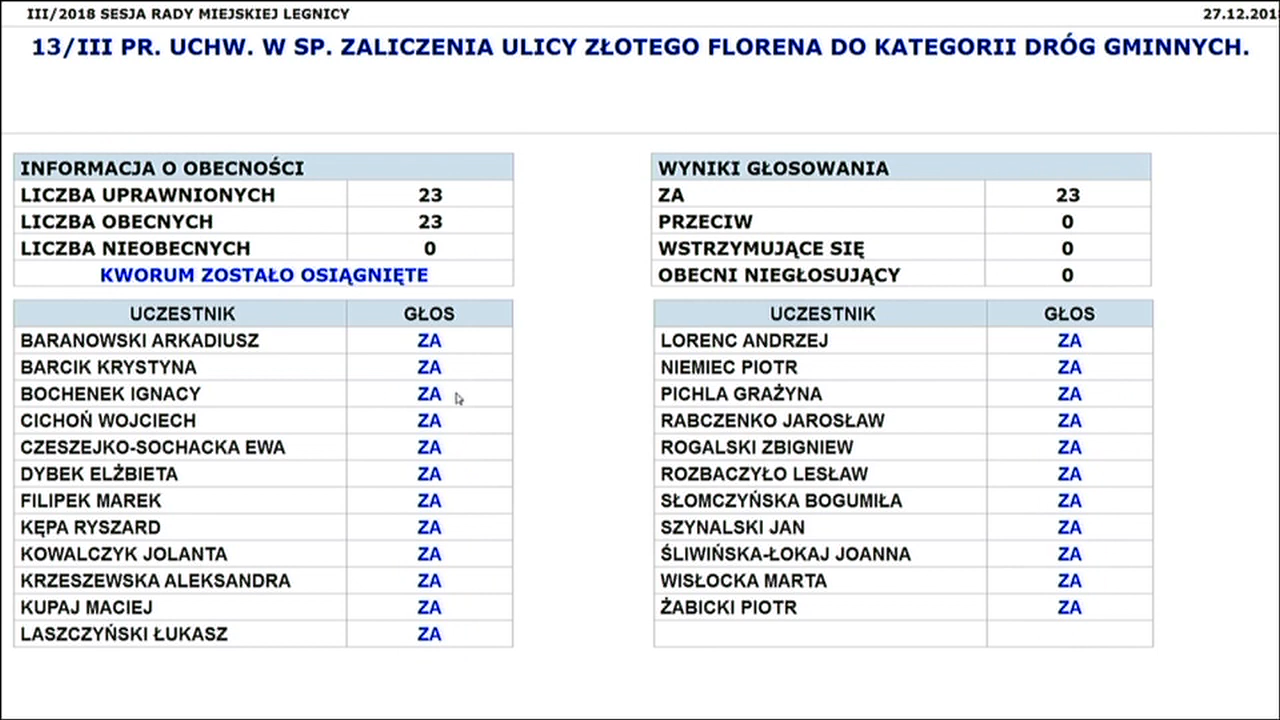 III/2018 SESJA RADY MIEJSKIEJ LEGNICY
27.12.201
13/III PR. UCHW. W SP. ZALICZENIA ULICY ZŁOTEGO FLORENA DO KATEGORII DRÓG GMINNYCH.
INFORMACJA O OBECNOŚCI
LICZBA UPRAWNIONYCH 23
LICZBA OBECNYCH 23
LICZBA NIEOBECNYCH 0
KWORUM ZOSTAŁO OSIĄGNIĘTE
WYNIKI GŁOSOWANIA
ZA 23
PRZECIW 0
WSTRZYMUJĄCE SIĘ 0
OBECNI NIEGŁOSUJĄCY 0
UCZESTNIK GŁOS
BARANOWSKI ARKADIUSZ ZA
BARCIK KRYSTYNA ZA
BOCHENEK IGNACY ZA
CICHOŃ WOJCIECH ZA
CZESZEJKO-SOCHACKA EWA ZA
DYBEK ELŻBIETA ZA
FILIPEK MAREK ZA
KĘPA RYSZARD ZA
KOWALCZYK JOLANTA ZA
KRZESZEWSKA ALEKSANDRA ZA
KUPAJ MACIEJ ZA
LASZCZYŃSKI ŁUKASZ ZA
UCZESTNIK GŁOS
LORENC ANDRZEJ ZA
NIEMIEC PIOTR ZA
PICHLA GRAŻYNA ZA
RABCZENKO JAROSŁAW ZA
ROGALSKI ZBIGNIEW ZA
ROZBACZYŁO LESŁAW ZA
SŁOMCZYŃSKA BOGUMIŁA ZA
SZYNALSKI JAN ZA
ŚLIWIŃSKA-ŁOKAJ JOANNA ZA
WISŁOCKA MARTA ZA
ŻABICKI PIOTR ZA